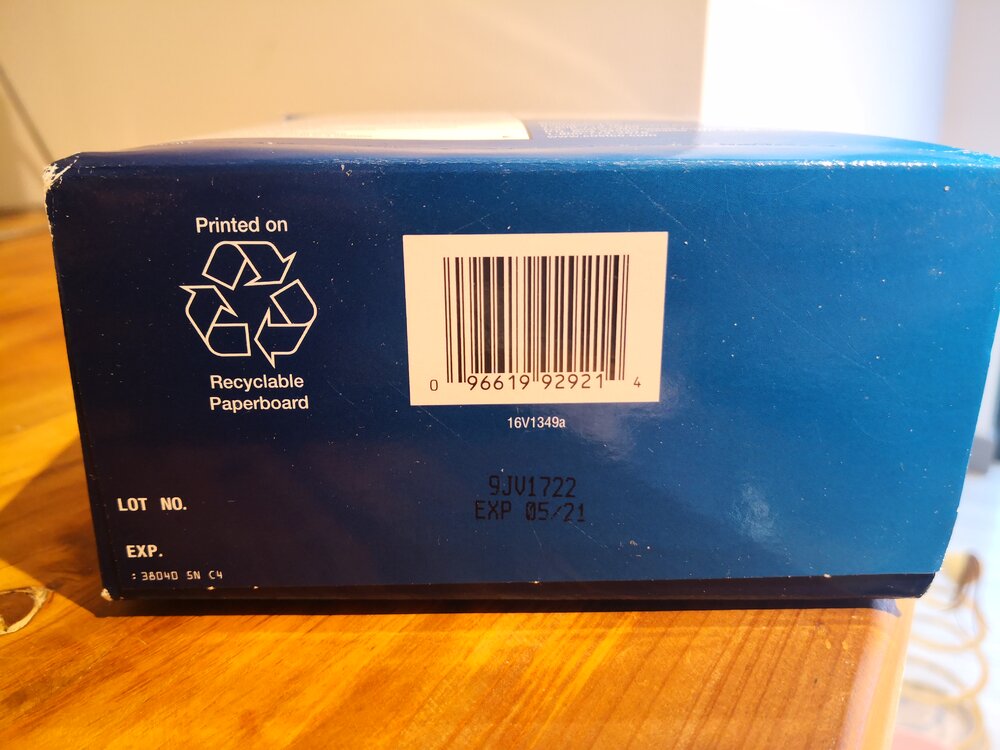 Printed on
Recyclable
Paperboard
0 96619 92921 4
16V1349a
9JV1722
EXP 05/21
LOT NO.
EXP.
: 38040 SN C4